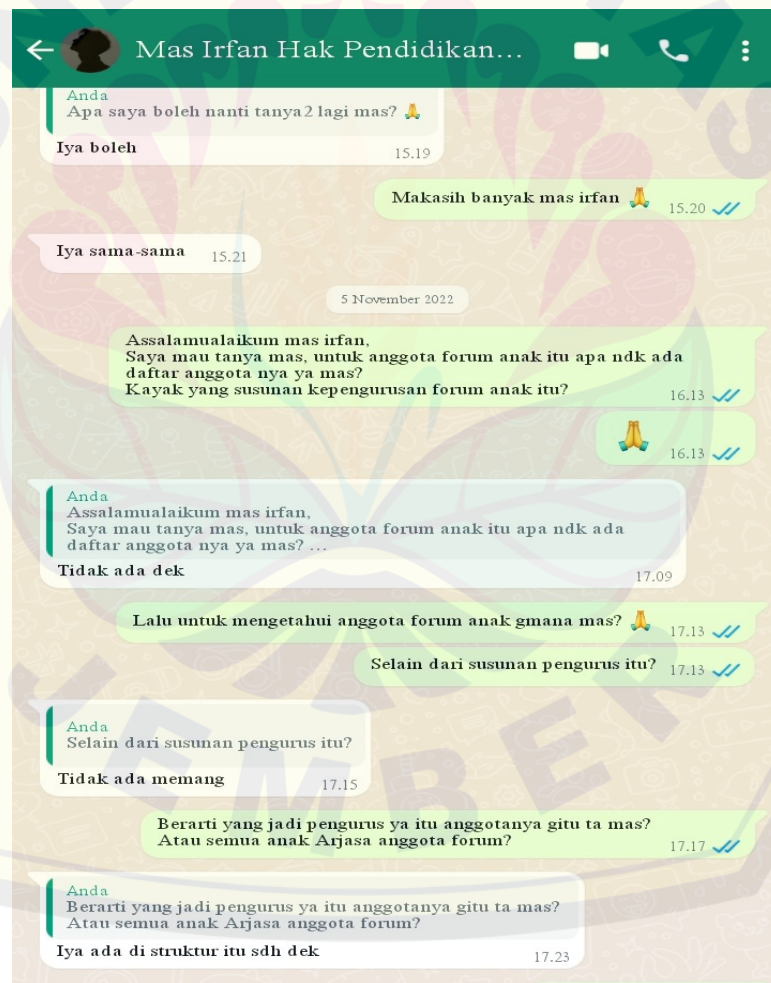 Mas Irfan Hak Pendidikan...
Anda
Apa saya boleh nanti tanya2 lagi mas? 🙏
Iya boleh
15.19
Makasih banyak mas irfan 🙏
15.20
Iya sama-sama
15.21
5 November 2022
Assalamualaikum mas irfan,
Saya mau tanya mas, untuk anggota forum anak itu apa ndk ada
daftar anggota nya ya mas?
Kayak yang susunan kepengurusan forum anak itu?
16.13
🙏
16.13
Anda
Assalamualaikum mas irfan,
Saya mau tanya mas, untuk anggota forum anak itu apa ndk ada
daftar anggota nya ya mas? ...
Tidak ada dek
17.09
Lalu untuk mengetahui anggota forum anak gmana mas? 🙏
17.13
Selain dari susunan pengurus itu?
17.13
Anda
Selain dari susunan pengurus itu?
Tidak ada memang
17.15
Berarti yang jadi pengurus ya itu anggotanya gitu ta mas?
Atau semua anak Arjasa anggota forum?
17.17
Anda
Berarti yang jadi pengurus ya itu anggotanya gitu ta mas?
Atau semua anak Arjasa anggota forum?
Iya ada di struktur itu sdh dek
17.23
JEMBER